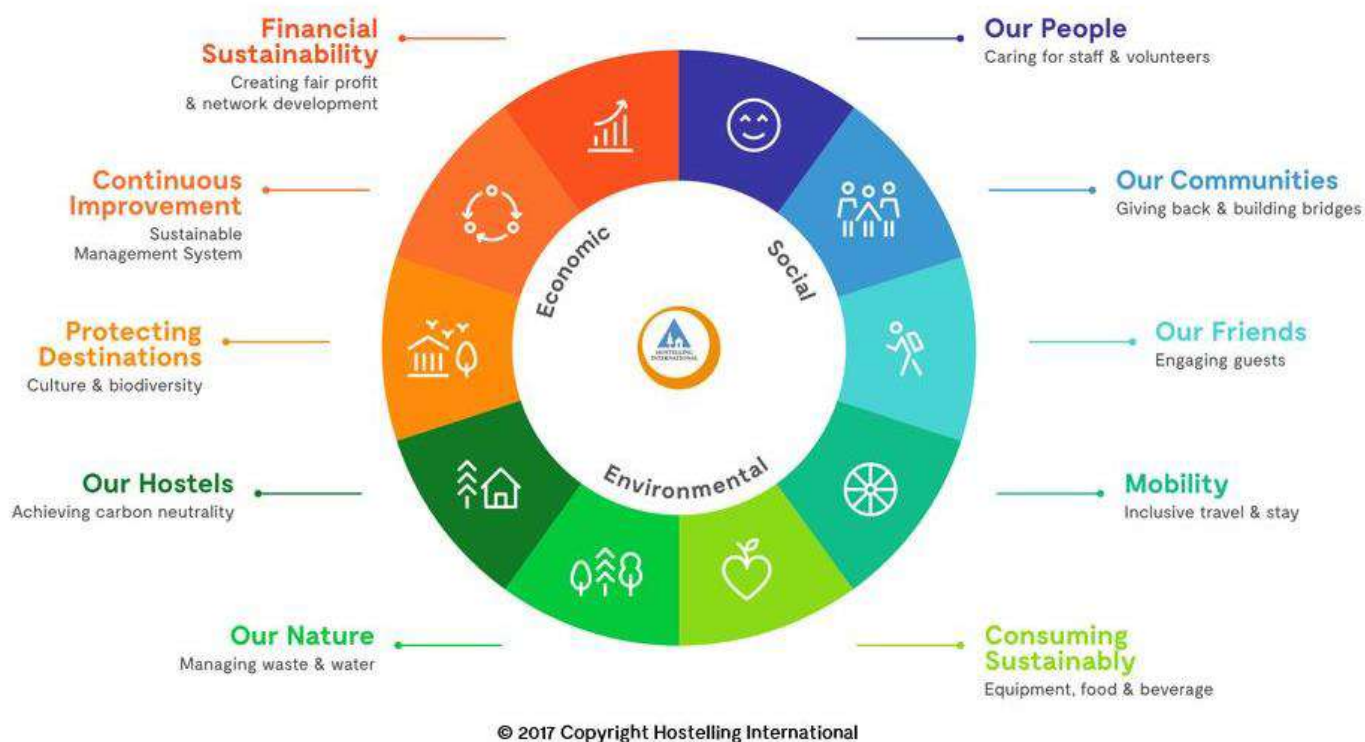 Financial
Sustainability
Creating fair profit
& network development
Our People
Caring for staff & volunteers
Continuous
Improvement
Sustainable
Management System
Our Communities
Giving back & building bridges
Protecting
Destinations
Culture & biodiversity
Our Friends
Engaging guests
Our Hostels
Achieving carbon neutrality
Mobility
Inclusive travel & stay
Our Nature
Managing waste & water
Consuming
Sustainably
Equipment, food & beverage
Economic
Social
Environmental
HOSTELLING
INTERNATIONAL
© 2017 Copyright Hostelling International